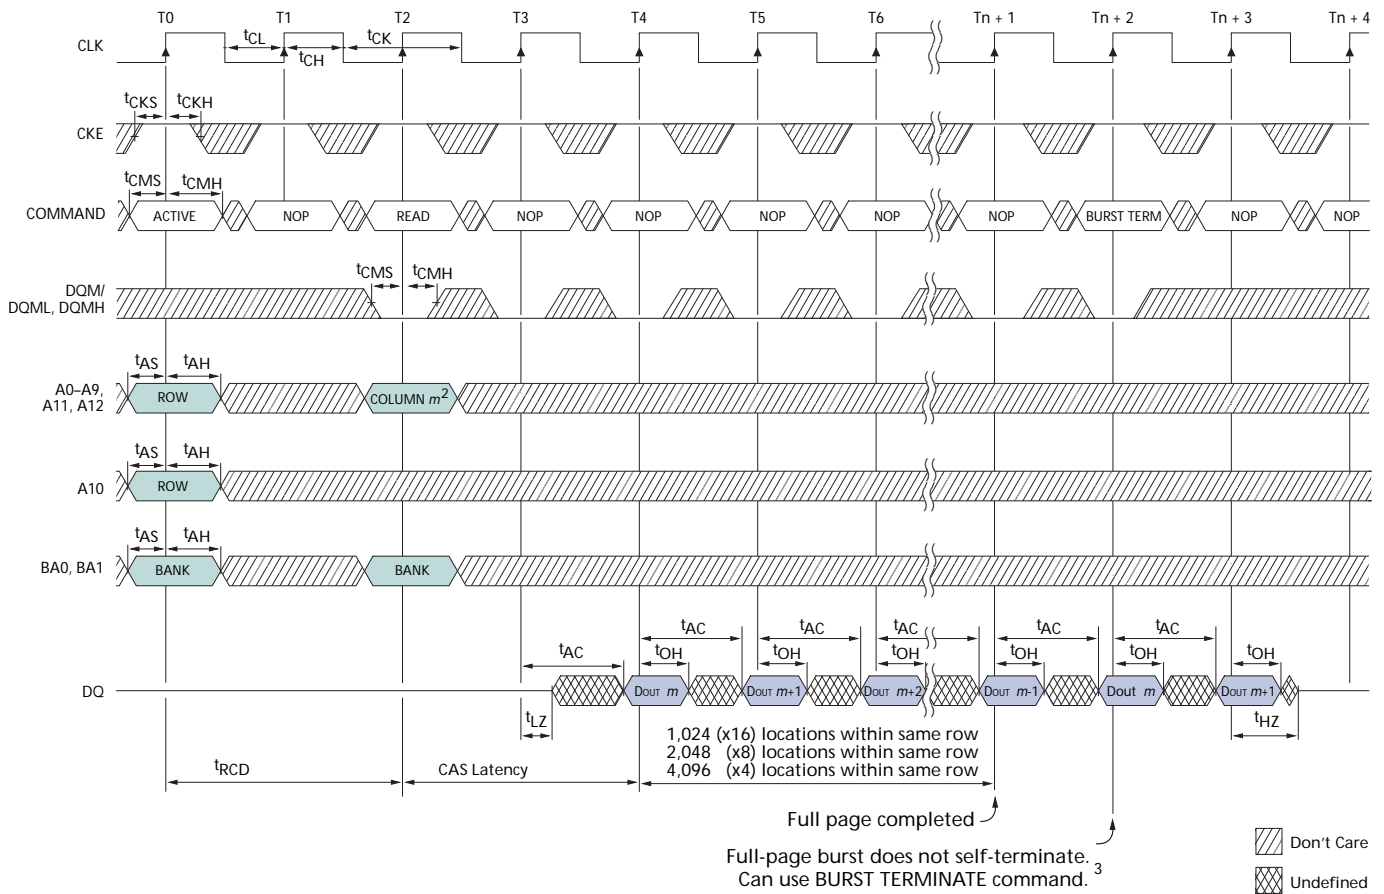 T0 T1 T2 T3 T4 T5 T6 Tn + 1 Tn + 2 Tn + 3 Tn + 4
CLK
tCL tCK
tCH
tCKS tCKH
CKE
tCMS tCMH
COMMAND ACTIVE NOP READ NOP NOP NOP NOP NOP BURST TERM NOP NOP
tCMS tCMH
DQM/
DQML, DQMH
tAS tAH
A0–A9,
A11, A12
ROW COLUMN m2
tAS tAH
A10 ROW
tAS tAH
BA0, BA1 BANK BANK
tAC tAC tAC tAC tAC tAC
tOH tOH tOH tOH tOH tOH
DQ DOUT m DOUT m+1 DOUT m+2 DOUT m-1 Dout m DOUT m+1
tLZ tHZ
1,024 (x16) locations within same row
2,048 (x8) locations within same row
4,096 (x4) locations within same row
tRCD CAS Latency
Full page completed
Full-page burst does not self-terminate. 3
Can use BURST TERMINATE command.
Don't Care
Undefined